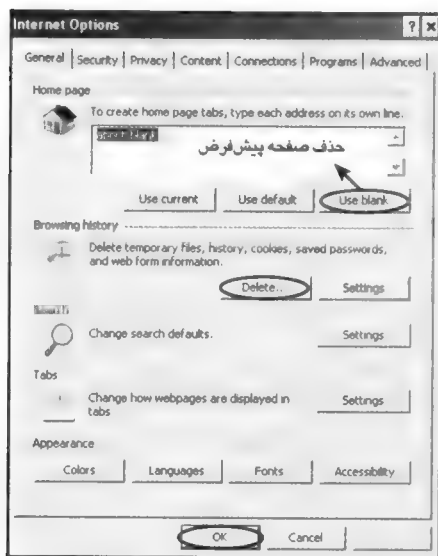 Internet Options
General Security Privacy Content Connections Programs Advanced
Home page
To create home page tabs, type each address on its own line.
about:blank
حذف صفحه پیش‌فرض
Use current Use default Use blank
Browsing history
Delete temporary files, history, cookies, saved passwords,
and web form information.
Delete... Settings
Search
Change search defaults. Settings
Tabs
Change how webpages are displayed in
tabs
Settings
Appearance
Colors Languages Fonts Accessibility
OK Cancel